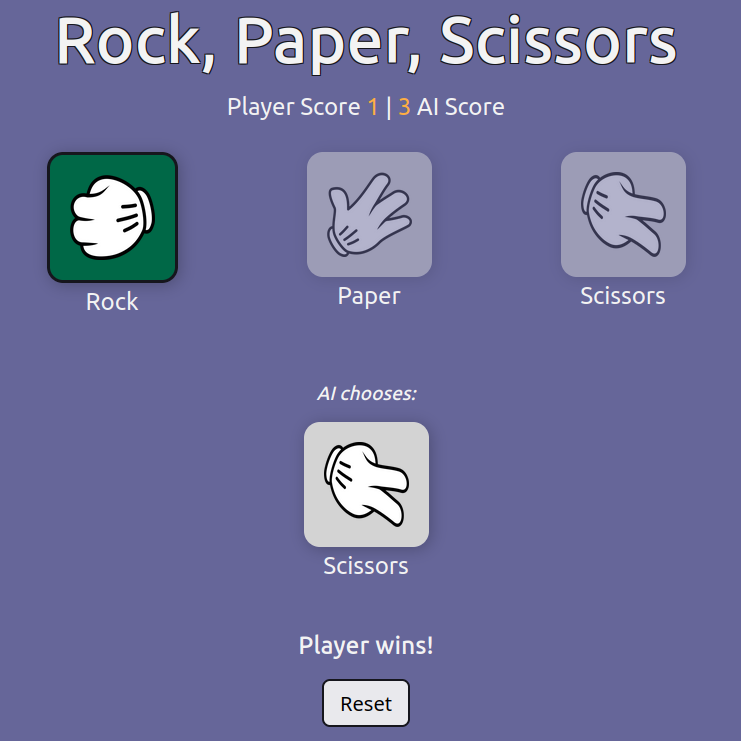 Rock, Paper, Scissors
Player Score 1 | 3 AI Score
Rock
Paper
Scissors
AI chooses:
Scissors
Player wins!
Reset